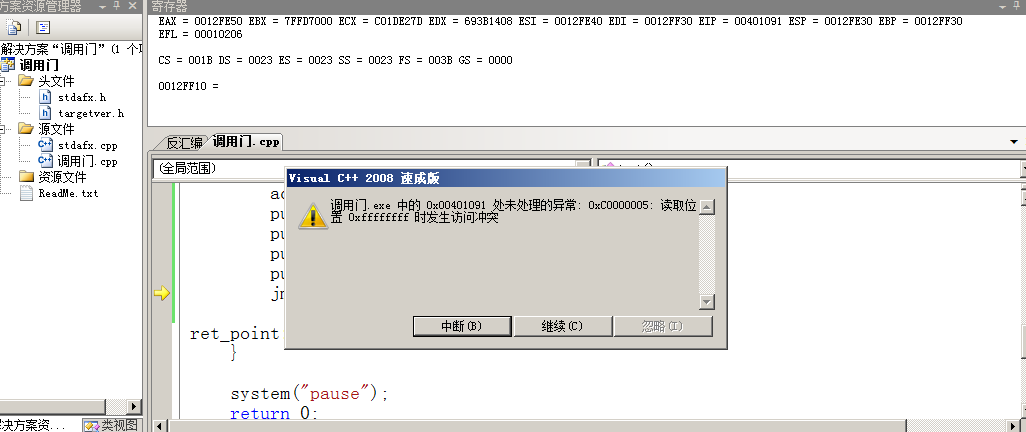 方案资源管理器
寄存器
EAX = 0012FE50 EBX = 7FFD7000 ECX = C01DE27D EDX = 693B1408 ESI = 0012FE40 EDI = 0012FF30 EIP = 00401091 ESP = 0012FE30 EBP = 0012FF30
EFL = 00010206
CS = 001B DS = 0023 ES = 0023 SS = 0023 FS = 003B GS = 0000
0012FF10 =
解决方案“调用门”(1 个项
调用门
头文件
stdafx.h
targetver.h
源文件
stdafx.cpp
调用门.cpp
资源文件
ReadMe.txt
反汇编
调用门.cpp
(全局范围)
Visual C++ 2008 速成版
调用门.exe 中的 0x00401091 处未处理的异常: 0xC0000005: 读取位
置 0xffffffff 时发生访问冲突
中断(B)
继续(C)
忽略(I)
pu
pu
pu
pu
ret_point
}
system("pause");
return 0;
解决方案资...
类视图